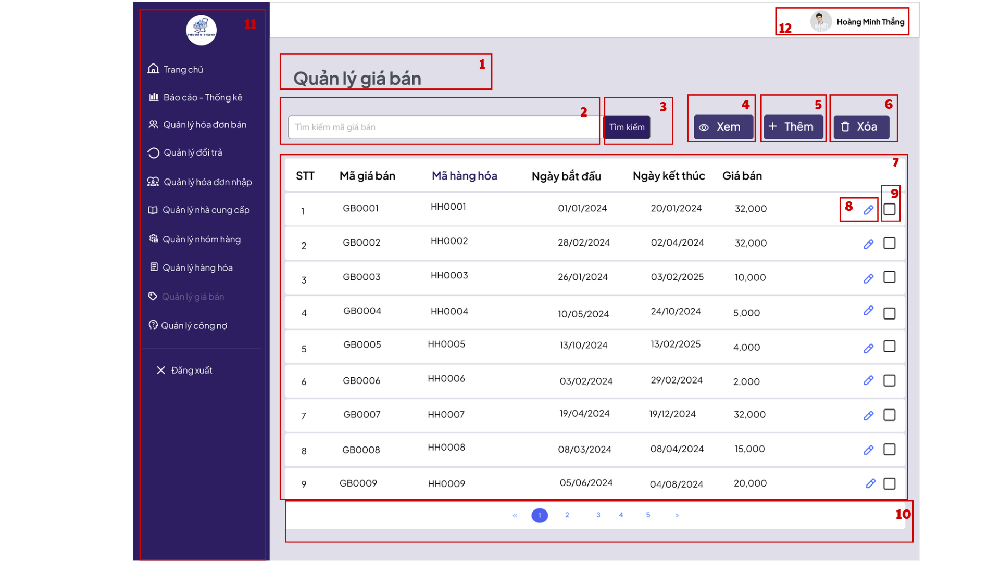 11
PHƯƠNG THANH
Trang chủ
Báo cáo - Thống kê
Quản lý hóa đơn bán
Quản lý đổi trả
Quản lý hóa đơn nhập
Quản lý nhà cung cấp
Quản lý nhóm hàng
Quản lý hàng hóa
Quản lý giá bán
Quản lý công nợ
Đăng xuất
12 Hoàng Minh Thắng
Quản lý giá bán 1
Tìm kiếm mã giá bán 2
Tìm kiếm 3
Xem 4
+ Thêm 5
Xóa 6
7
STT Mã giá bán Mã hàng hóa Ngày bắt đầu Ngày kết thúc Giá bán
1 GB0001 HH0001 01/01/2024 20/01/2024 32,000 8 9
2 GB0002 HH0002 28/02/2024 02/04/2024 32,000
3 GB0003 HH0003 26/01/2024 03/02/2025 10,000
4 GB0004 HH0004 10/05/2024 24/10/2024 5,000
5 GB0005 HH0005 13/10/2024 13/02/2025 4,000
6 GB0006 HH0006 03/02/2024 29/02/2024 2,000
7 GB0007 HH0007 19/04/2024 19/12/2024 32,000
8 GB0008 HH0008 08/03/2024 08/04/2024 15,000
9 GB0009 HH0009 05/06/2024 04/08/2024 20,000
« 1 2 3 4 5 » 10